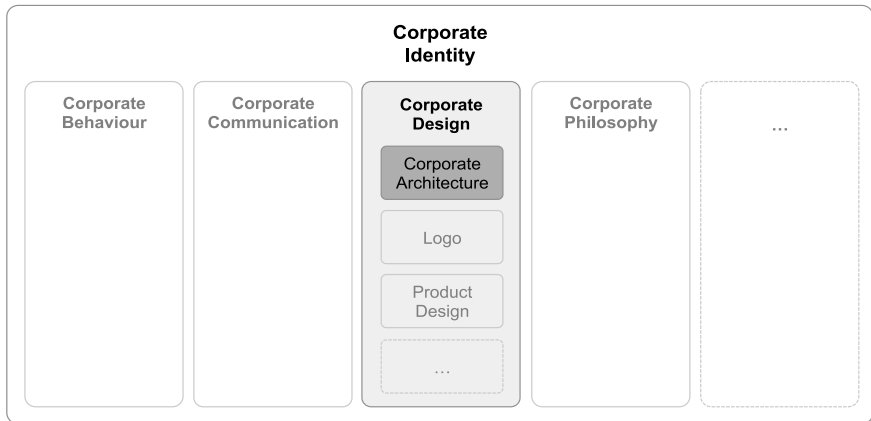 Corporate
Identity
Corporate
Behaviour
Corporate
Communication
Corporate
Design
Corporate
Architecture
Logo
Product
Design
...
Corporate
Philosophy
...